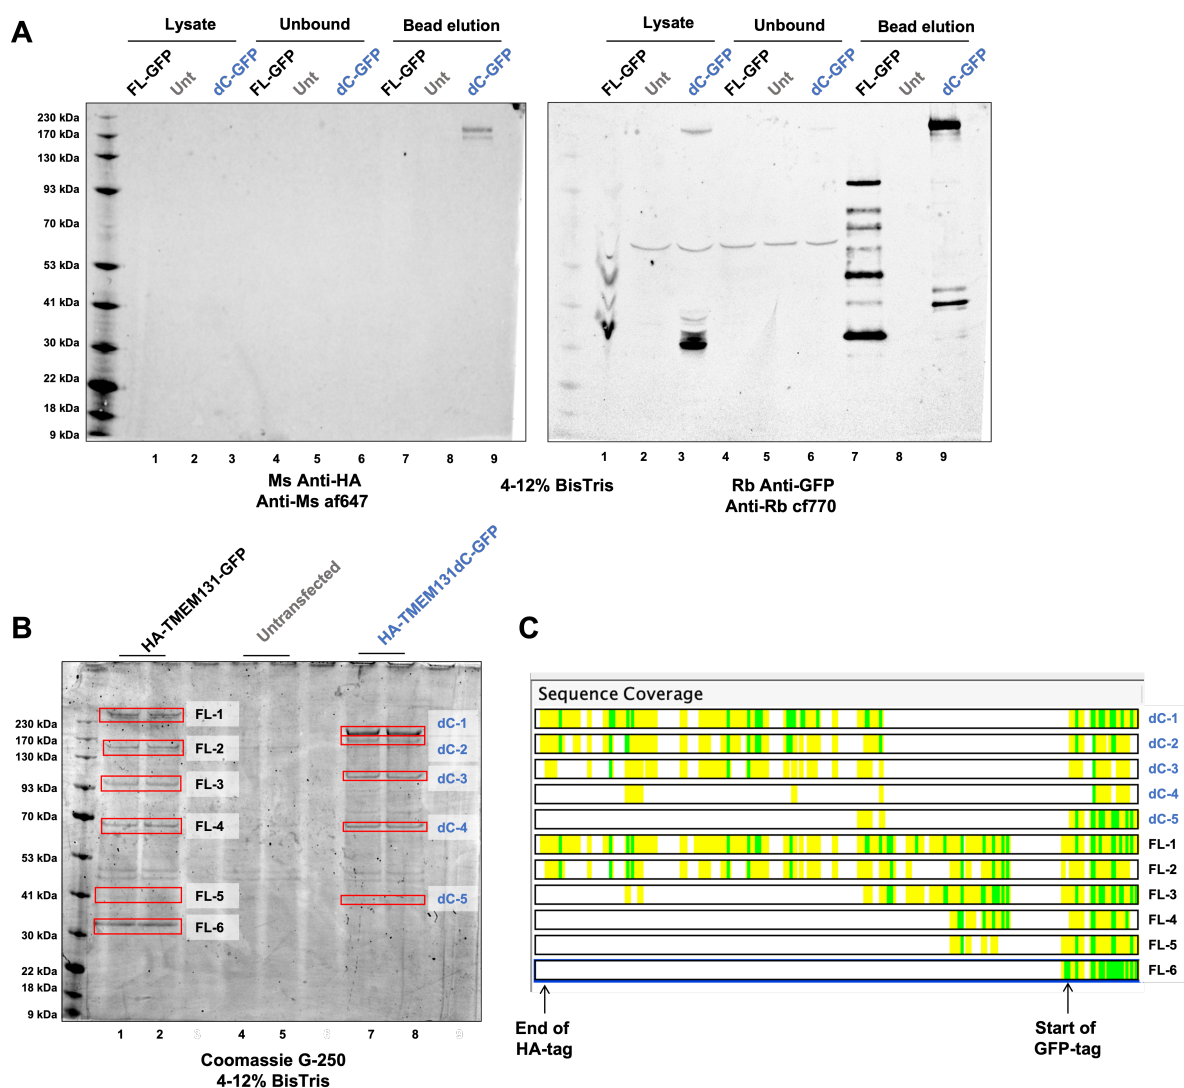 A
Lysate
Unbound
Bead elution
FL-GFP
Unt
dC-GFP
FL-GFP
Unt
dC-GFP
FL-GFP
Unt
dC-GFP
230 kDa
170 kDa
130 kDa
93 kDa
70 kDa
53 kDa
41 kDa
30 kDa
22 kDa
18 kDa
9 kDa
1 2 3 4 5 6 7 8 9
Ms Anti-HA
Anti-Ms af647
4-12% BisTris
Lysate
Unbound
Bead elution
FL-GFP
Unt
dC-GFP
FL-GFP
Unt
dC-GFP
FL-GFP
Unt
dC-GFP
1 2 3 4 5 6 7 8 9
Rb Anti-GFP
Anti-Rb cf770
B
HA-TMEM131-GFP
Untransfected
HA-TMEM131dC-GFP
230 kDa
170 kDa
130 kDa
93 kDa
70 kDa
53 kDa
41 kDa
30 kDa
22 kDa
18 kDa
9 kDa
FL-1
FL-2
FL-3
FL-4
FL-5
FL-6
dC-1
dC-2
dC-3
dC-4
dC-5
1 2 4 5 7 8
Coomassie G-250
4-12% BisTris
C
Sequence Coverage
dC-1
dC-2
dC-3
dC-4
dC-5
FL-1
FL-2
FL-3
FL-4
FL-5
FL-6
End of
HA-tag
Start of
GFP-tag